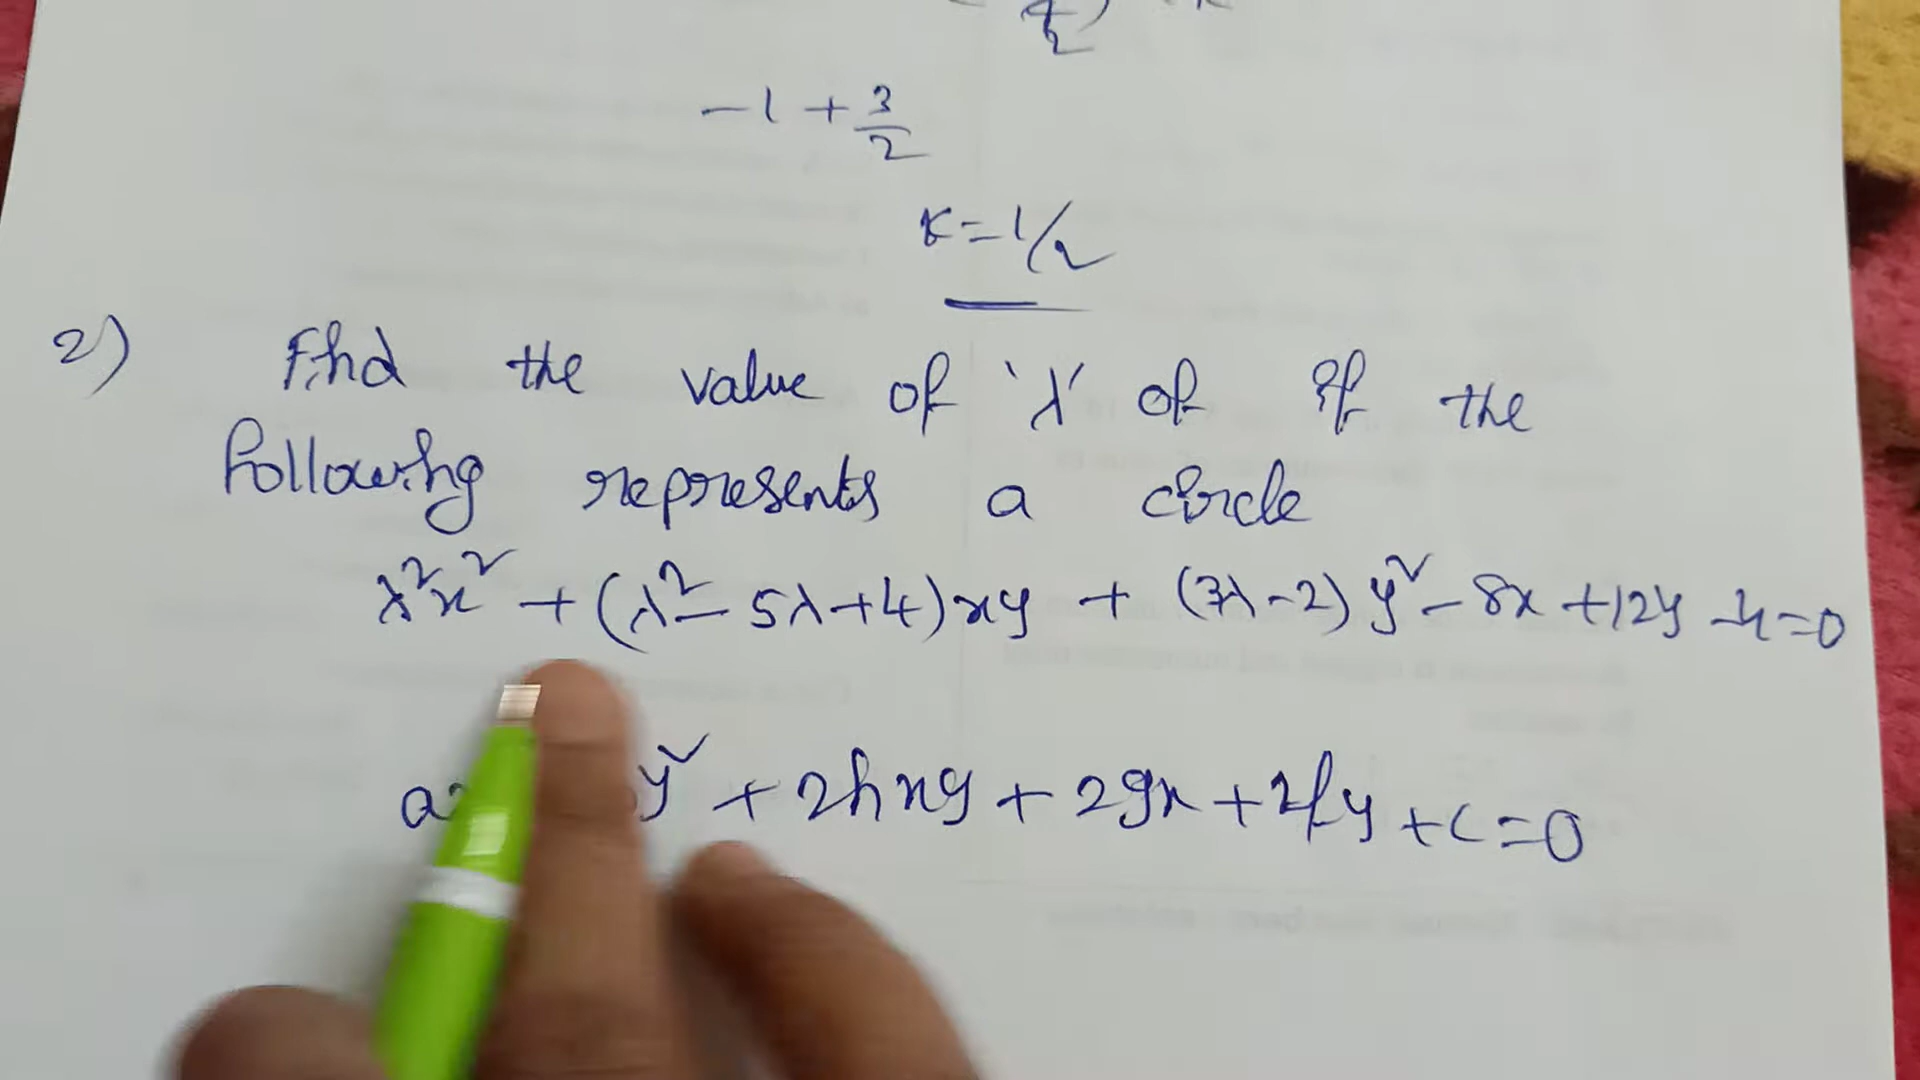 -1 + 3/2
K = 1/2
2) Find the value of 'λ' of if the
following represents a circle
λ²x² + (λ² - 5λ + 4)xy + (3λ - 2)y² - 8x + 12y - 4 = 0
a y² + 2hxy + 2gx + 2fy + c = 0